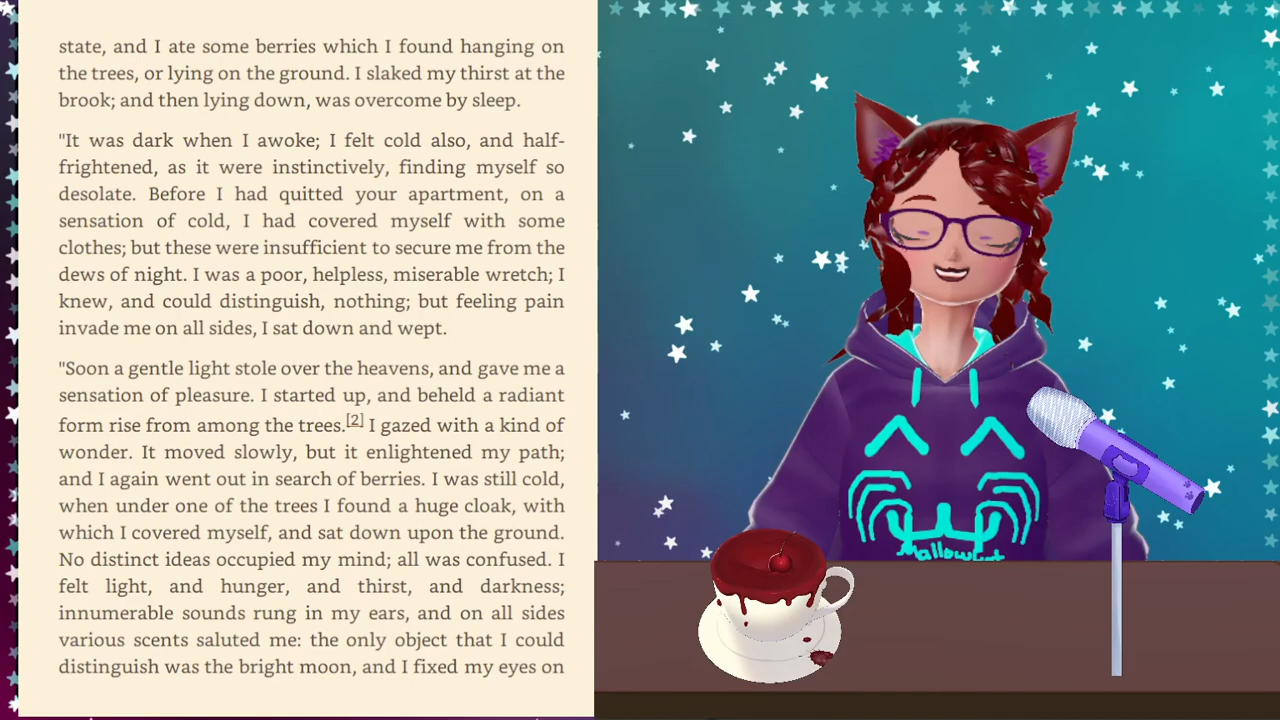 state, and I ate some berries which I found hanging on
the trees, or lying on the ground. I slaked my thirst at the
brook; and then lying down, was overcome by sleep.
"It was dark when I awoke; I felt cold also, and half-
frightened, as it were instinctively, finding myself so
desolate. Before I had quitted your apartment, on a
sensation of cold, I had covered myself with some
clothes; but these were insufficient to secure me from the
dews of night. I was a poor, helpless, miserable wretch; I
knew, and could distinguish, nothing; but feeling pain
invade me on all sides, I sat down and wept.
"Soon a gentle light stole over the heavens, and gave me a
sensation of pleasure. I started up, and beheld a radiant
form rise from among the trees.[2] I gazed with a kind of
wonder. It moved slowly, but it enlightened my path;
and I again went out in search of berries. I was still cold,
when under one of the trees I found a huge cloak, with
which I covered myself, and sat down upon the ground.
No distinct ideas occupied my mind; all was confused. I
felt light, and hunger, and thirst, and darkness;
innumerable sounds rung in my ears, and on all sides
various scents saluted me: the only object that I could
distinguish was the bright moon, and I fixed my eyes on